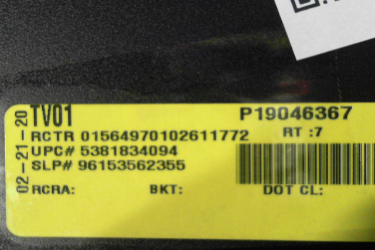 02-21-20
TV01 P19046367
RCTR 01564970102611772 RT :7
UPC# 5381834094
SLP# 96153562355
RCRA: BKT: DOT CL: